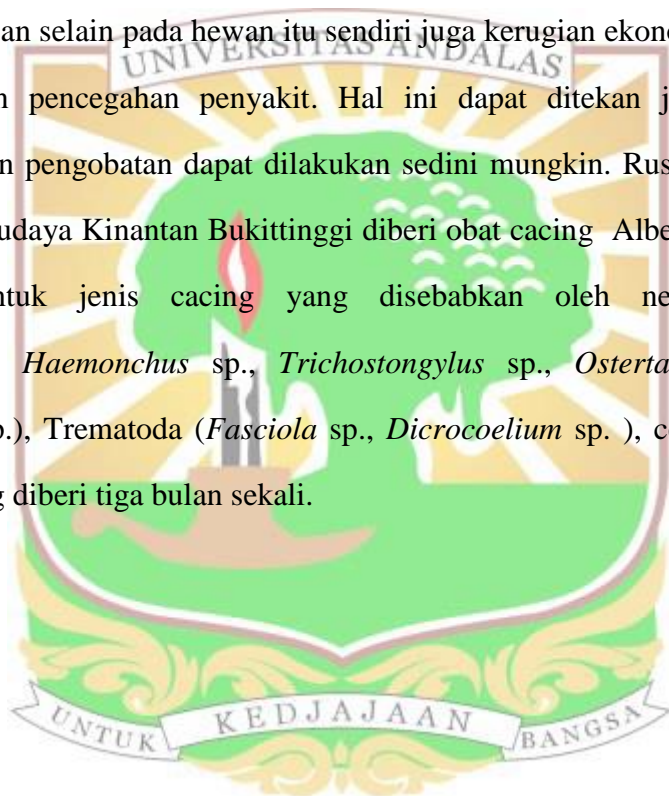 an selain pada hewan itu sendiri juga kerugian ekono
UNIVERSITAS ANDALAS
n pencegahan penyakit. Hal ini dapat ditekan j
n pengobatan dapat dilakukan sedini mungkin. Rus
udaya Kinantan Bukittinggi diberi obat cacing Albe
ntuk jenis cacing yang disebabkan oleh ne
Haemonchus sp., Trichostongylus sp., Osterta
p.), Trematoda (Fasciola sp., Dicrocoelium sp. ), c
g diberi tiga bulan sekali.
UNTUK KEDJAJAAN BANGSA